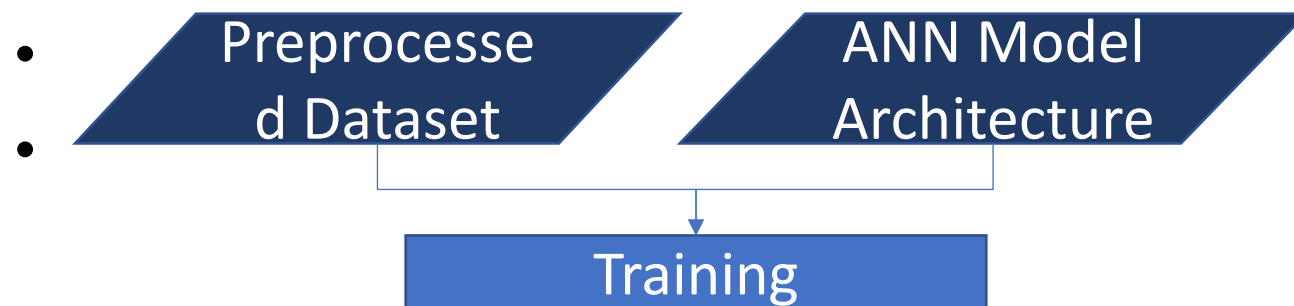 Preprocesse
d Dataset
ANN Model
Architecture
Training